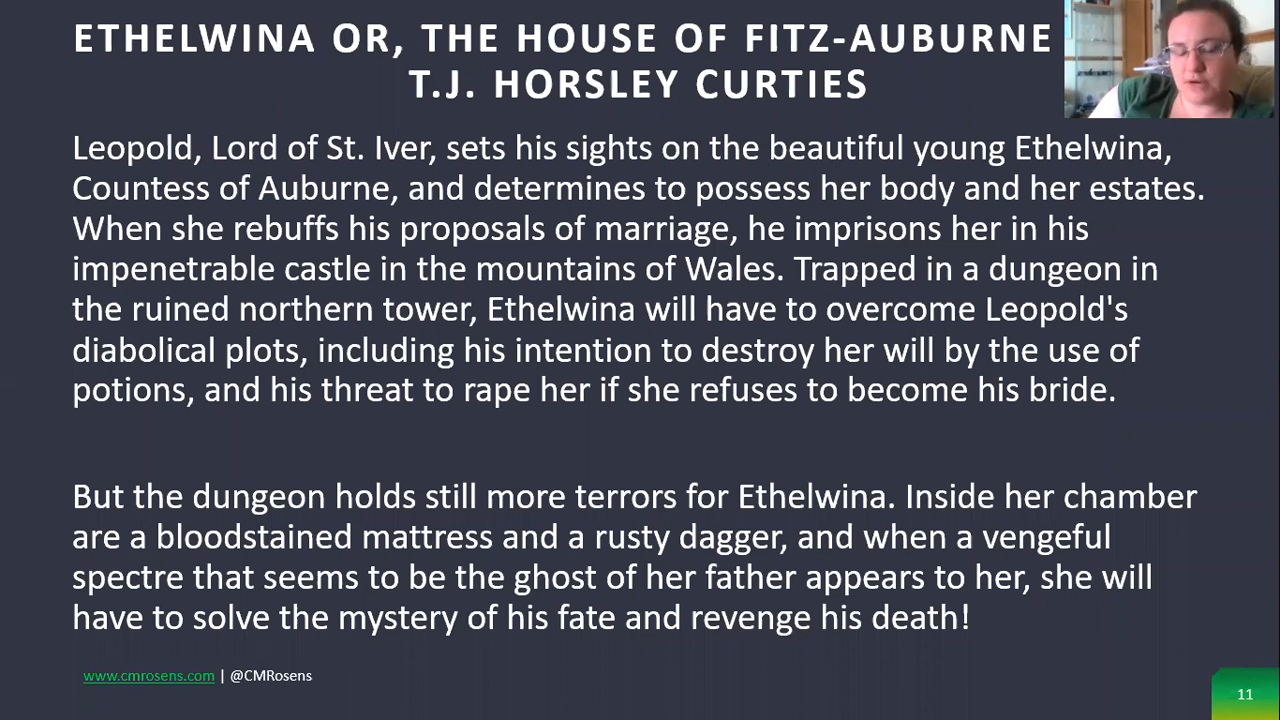 ETHELWINA OR, THE HOUSE OF FITZ-AUBURNE
T.J. HORSLEY CURTIES
Leopold, Lord of St. Iver, sets his sights on the beautiful young Ethelwina,
Countess of Auburne, and determines to possess her body and her estates.
When she rebuffs his proposals of marriage, he imprisons her in his
impenetrable castle in the mountains of Wales. Trapped in a dungeon in
the ruined northern tower, Ethelwina will have to overcome Leopold's
diabolical plots, including his intention to destroy her will by the use of
potions, and his threat to rape her if she refuses to become his bride.
But the dungeon holds still more terrors for Ethelwina. Inside her chamber
are a bloodstained mattress and a rusty dagger, and when a vengeful
spectre that seems to be the ghost of her father appears to her, she will
have to solve the mystery of his fate and revenge his death!
www.cmrosens.com | @CMRosens
11